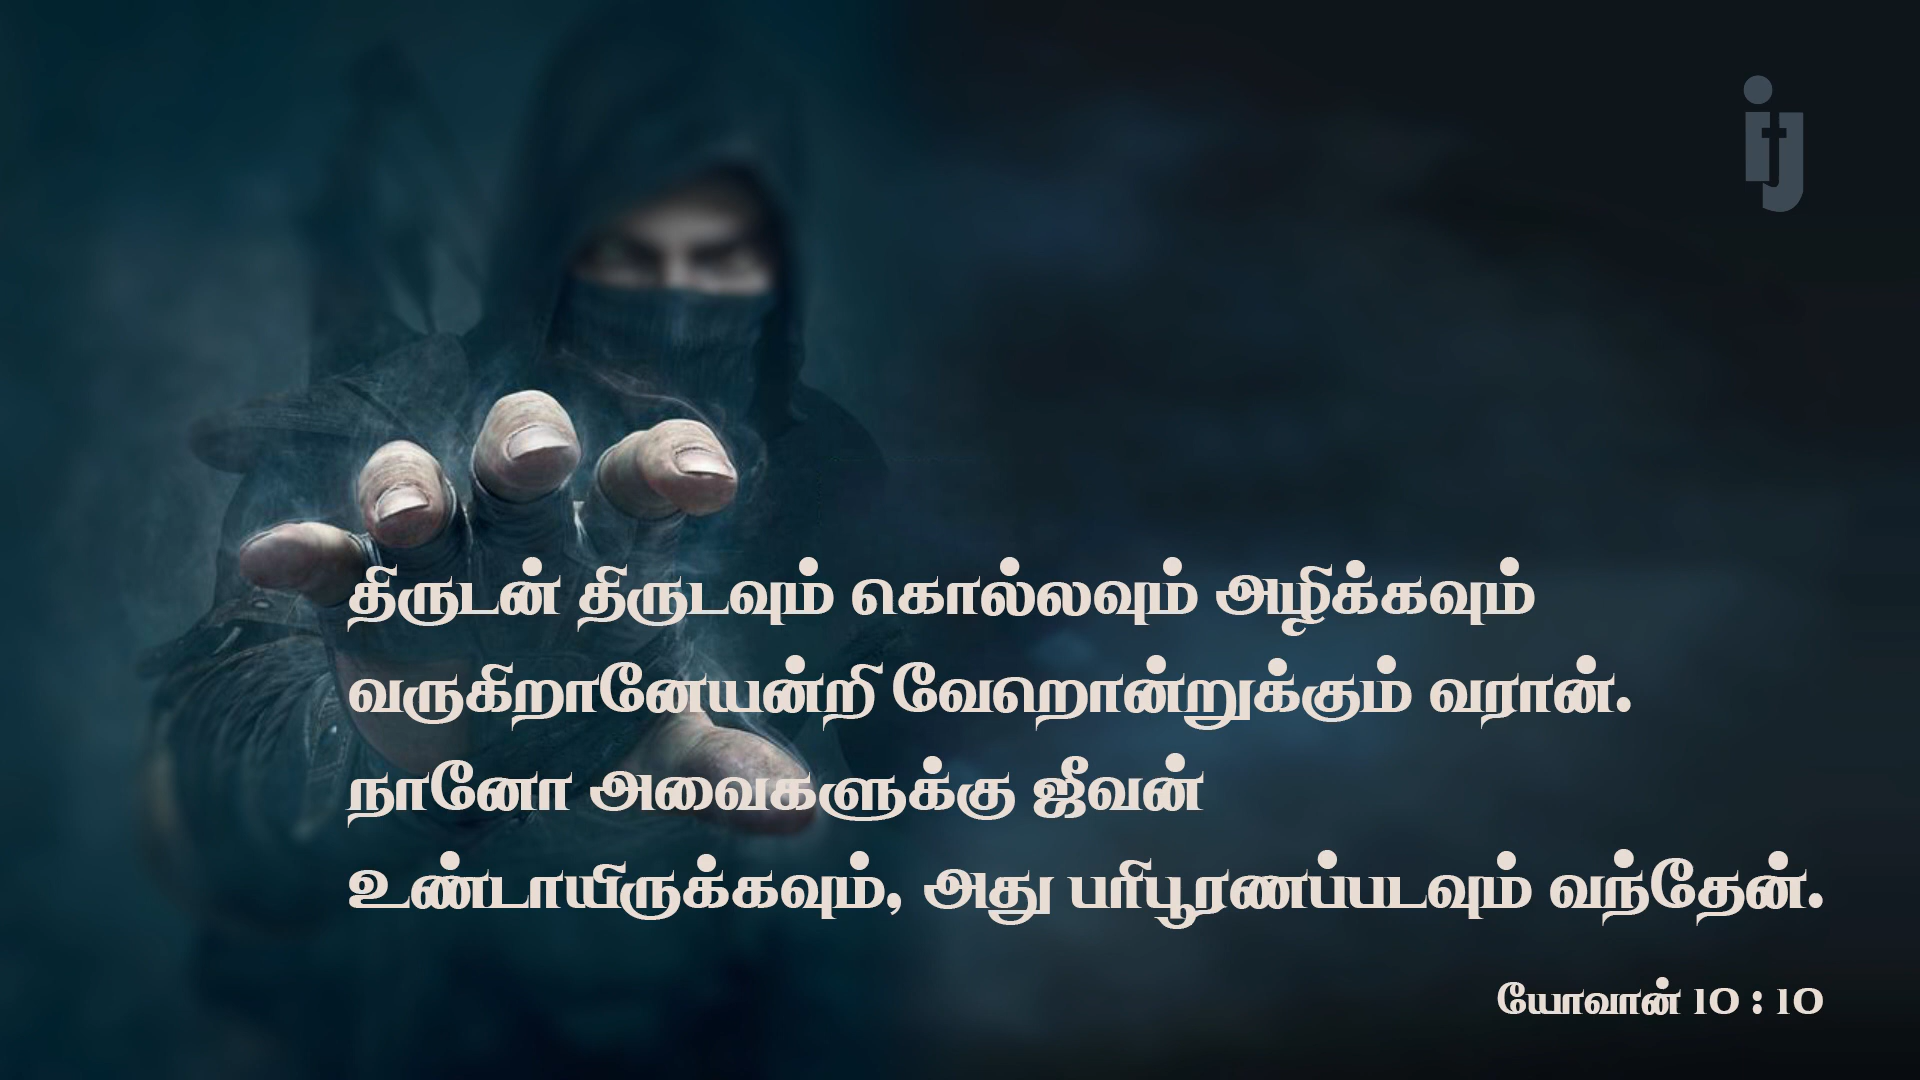 ij
திருடன் திருடவும் கொல்லவும் அழிக்கவும்
வருகிறானேயன்றி வேறொன்றுக்கும் வரான்.
நானோ அவைகளுக்கு ஜீவன்
உண்டாயிருக்கவும், அது பரிபூரணப்படவும் வந்தேன்.
யோவான் 10 : 10